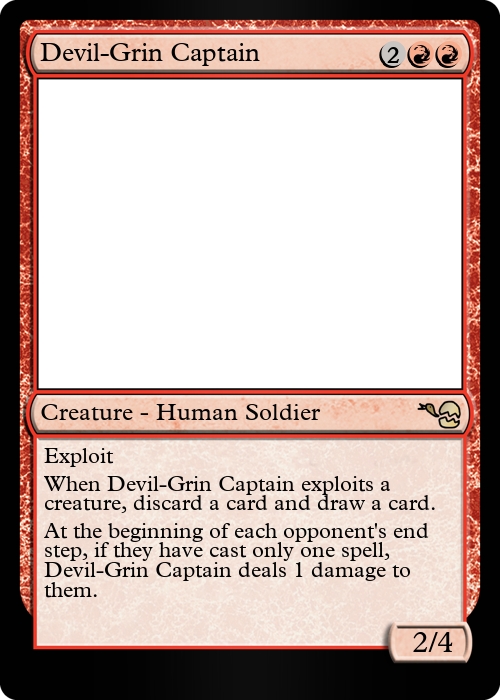 Devil-Grin Captain 2
Creature - Human Soldier
Exploit
When Devil-Grin Captain exploits a
creature, discard a card and draw a card.
At the beginning of each opponent's end
step, if they have cast only one spell,
Devil-Grin Captain deals 1 damage to
them.
2/4